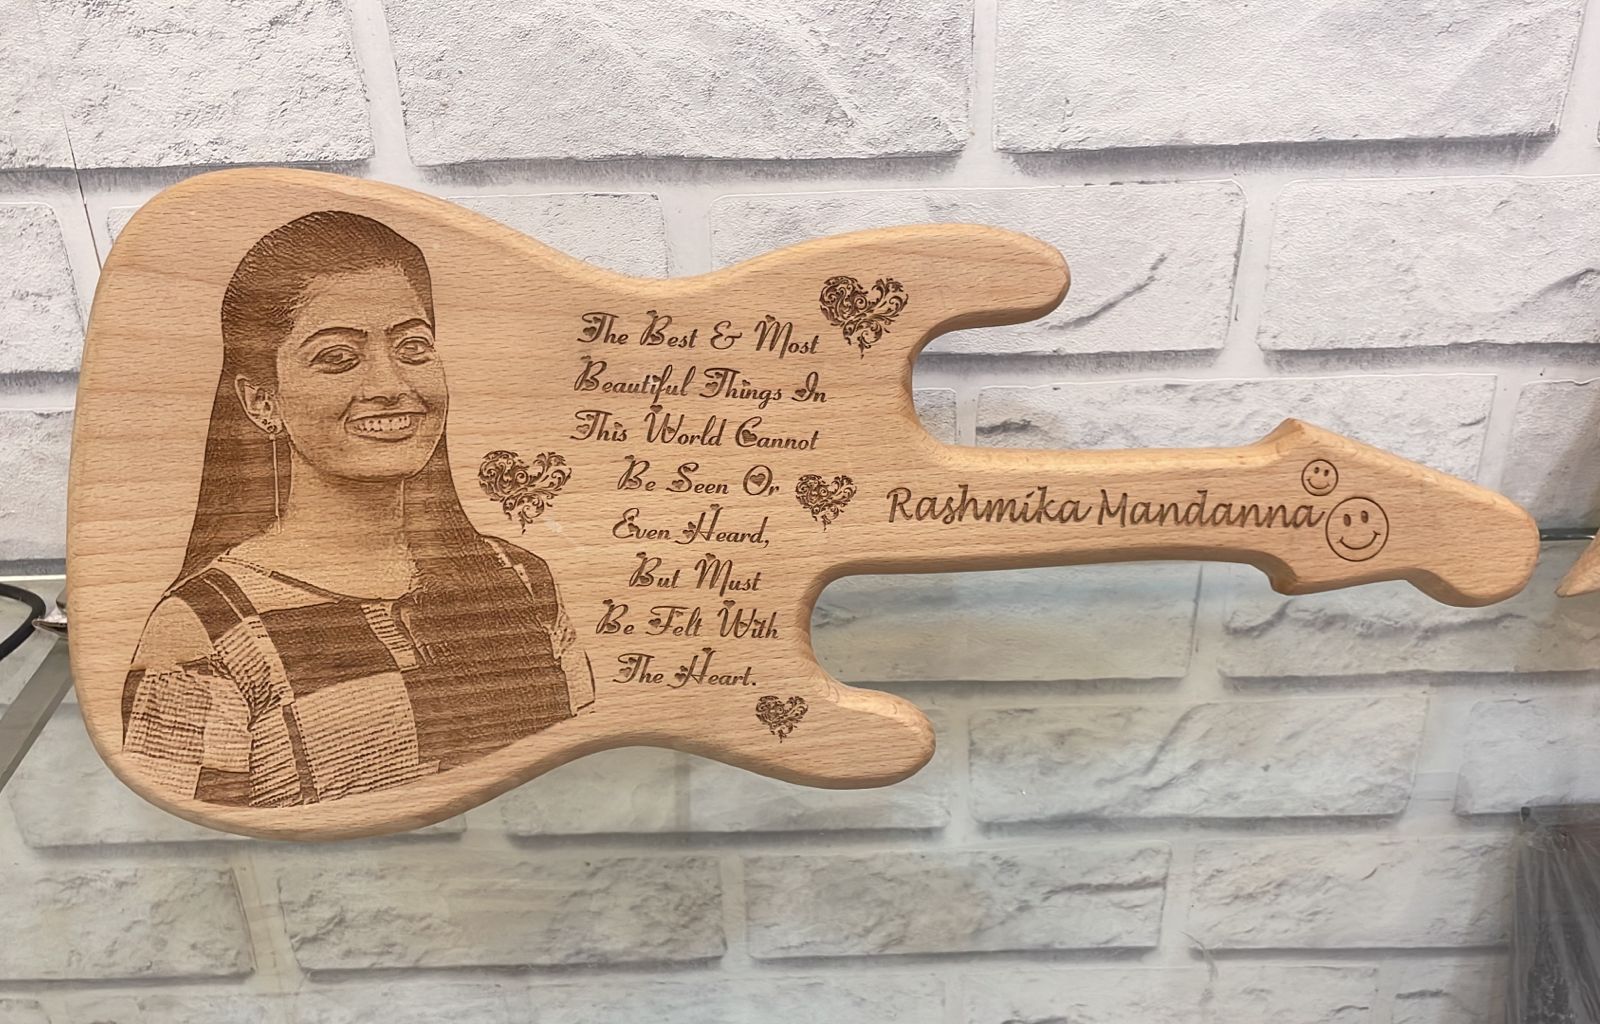 The Best & Most
Beautiful Things In
This World Cannot
Be Seen Or
Even Heard,
But Must
Be Felt With
The Heart.
Rashmika Mandanna